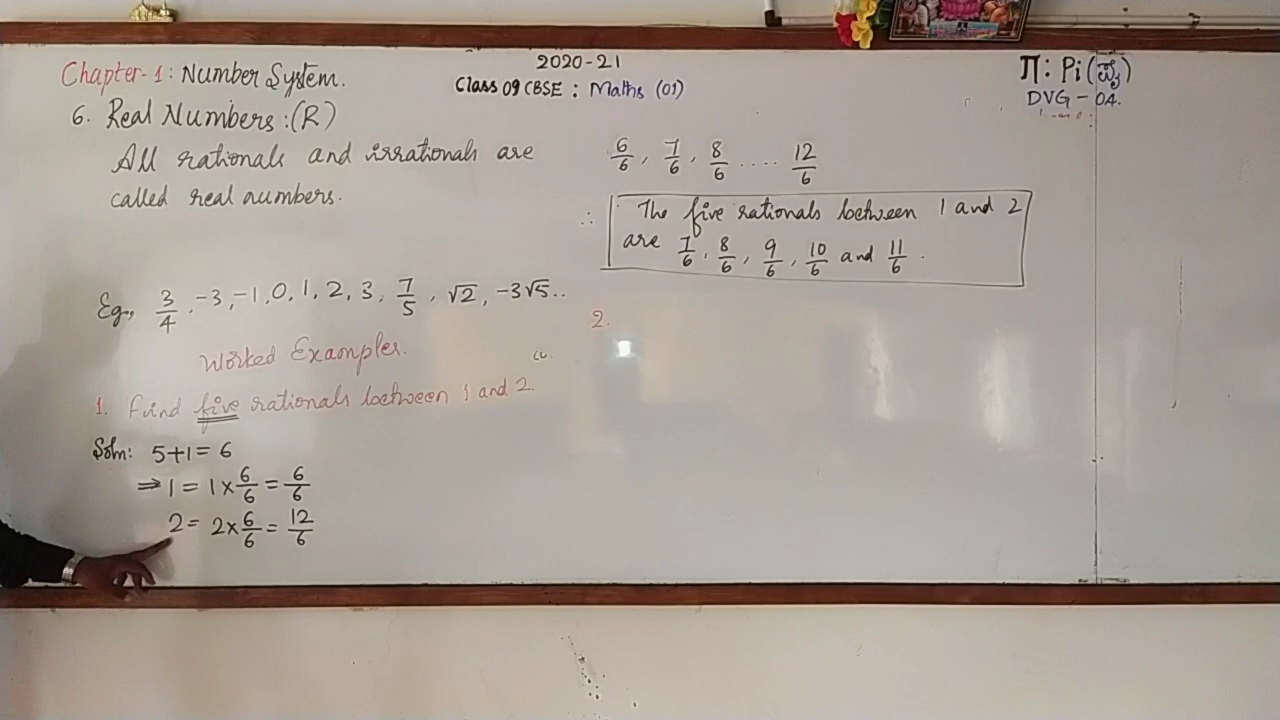 2020-21
Class 09 CBSE : Maths (01)
π: Pi (ಪೈ)
DVG - 04.
Chapter-1: Number System.
6. Real Numbers :(R)
All rationals and irrationals are
called real numbers.
Eg., 3/4, -3, -1, 0, 1, 2, 3, 7/5, √2, -3√5..
Worked Examples.
1. Find five rationals between 1 and 2.
Soln: 5+1 = 6
⇒ 1 = 1 × 6/6 = 6/6
2 = 2 × 6/6 = 12/6
6/6, 7/6, 8/6 .... 12/6
∴ The five rationals between 1 and 2
are 7/6, 8/6, 9/6, 10/6 and 11/6.
2.